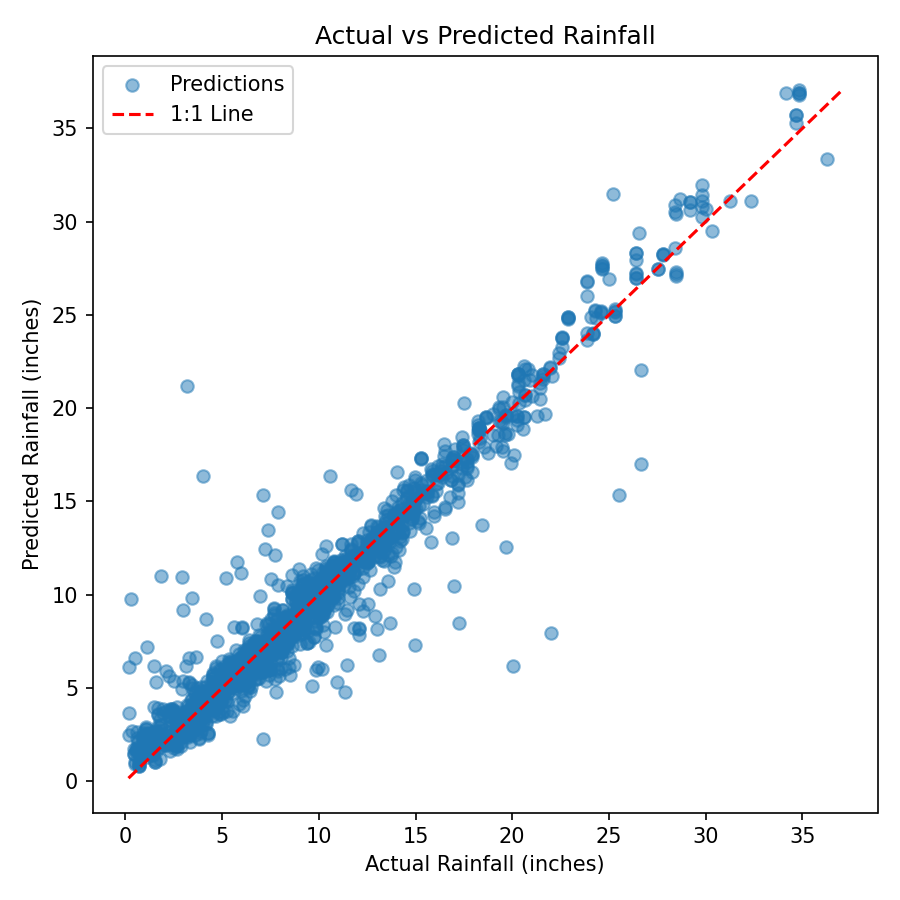 Actual vs Predicted Rainfall
Predictions
1:1 Line
Predicted Rainfall (inches)
35
30
25
20
15
10
5
0
0 5 10 15 20 25 30 35
Actual Rainfall (inches)